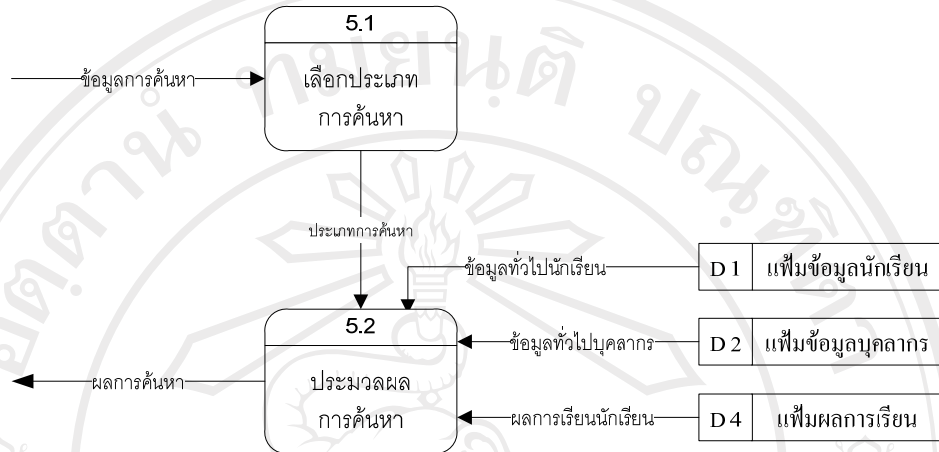 5.1
ข้อมูลการค้นหา
เลือกประเภท
การค้นหา
ประเภทการค้นหา
ข้อมูลทั่วไปนักเรียน
D 1 แฟ้มข้อมูลนักเรียน
5.2
ข้อมูลทั่วไปบุคลากร
D 2 แฟ้มข้อมูลบุคลากร
ผลการค้นหา
ประมวลผล
การค้นหา
ผลการเรียนนักเรียน
D 4 แฟ้มผลการเรียน